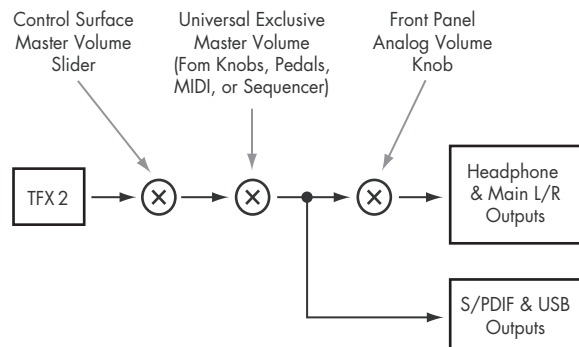 Control Surface
Master Volume
Slider
Universal Exclusive
Master Volume
(Fom Knobs, Pedals,
MIDI, or Sequencer)
Front Panel
Analog Volume
Knob
TFX 2
Headphone
& Main L/R
Outputs
S/PDIF & USB
Outputs